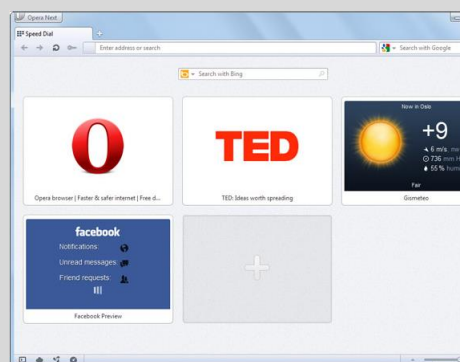 Opera Next
Speed Dial
Enter address or search
Search with Google
Search with Bing
TED
Now in Oslo
+9
6 m/s
736 mm H
55% humi
Fair
Opera browser | Faster & safer internet | Free d...
TED: Ideas worth spreading
Gismeteo
facebook
Notifications:
Unread messages:
Friend requests:
Facebook Preview